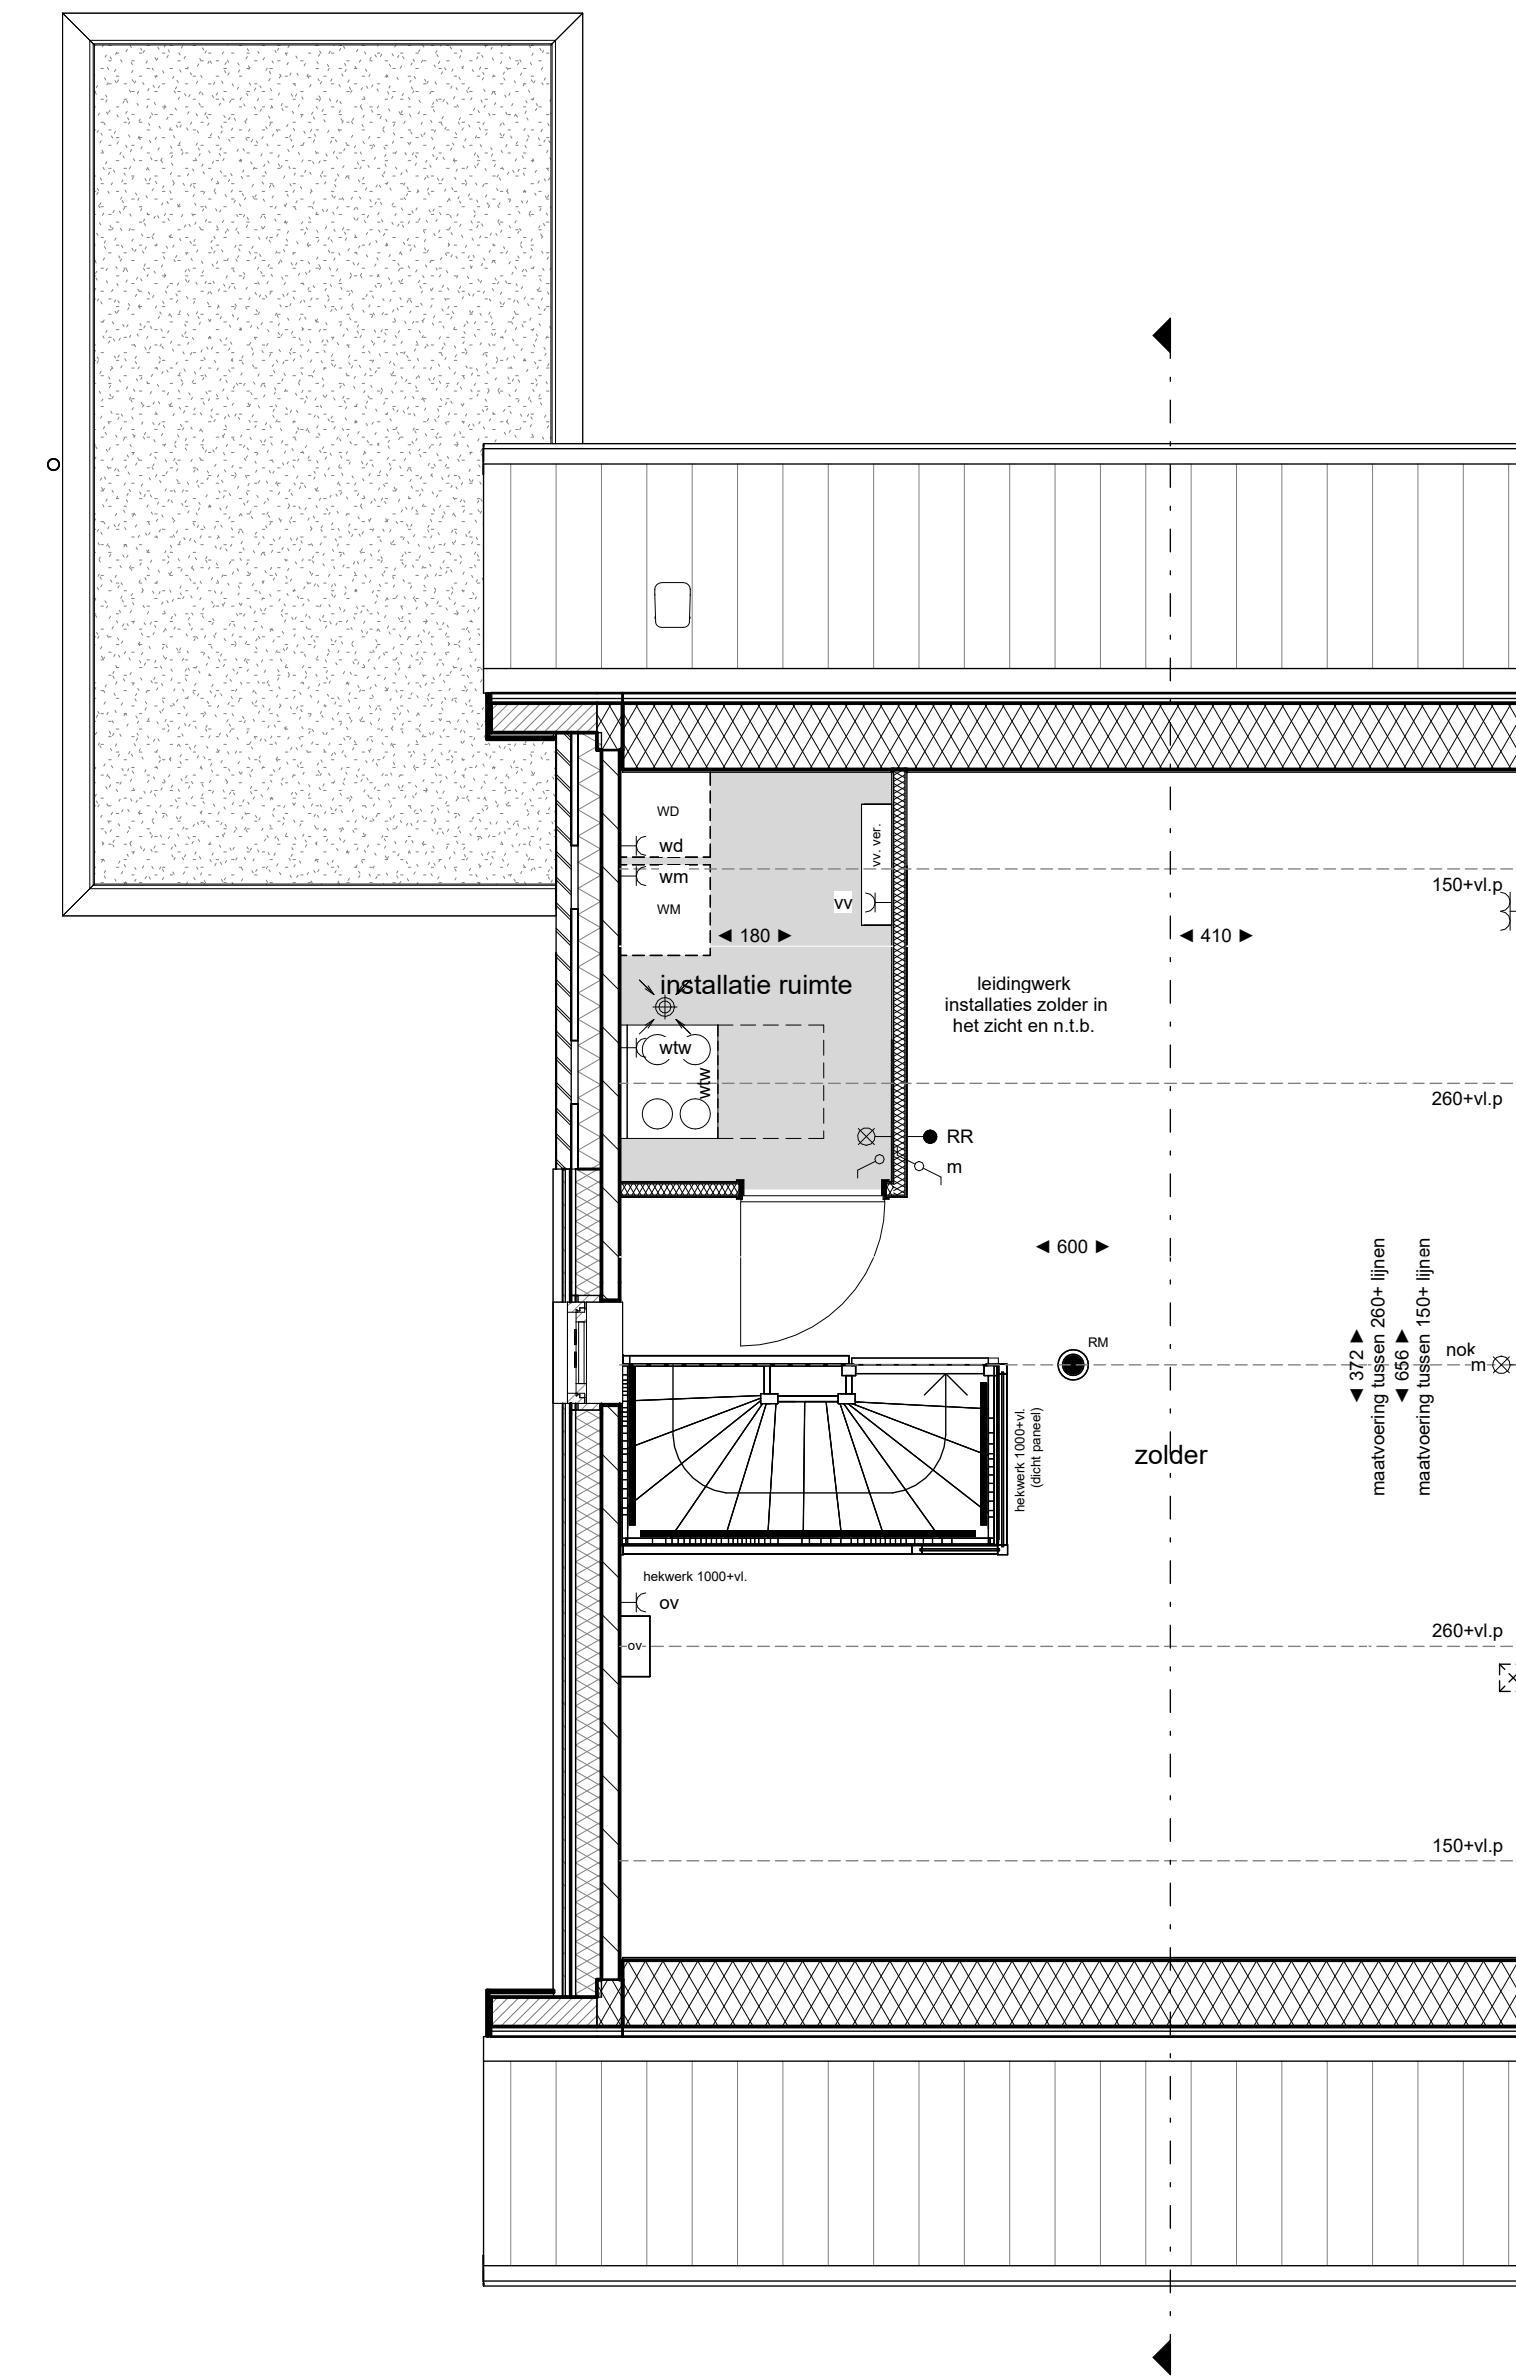 WD
wd
wm
WM
vv. ver.
vv
150+vl.p
◄ 180 ►
◄ 410 ►
installatie ruimte
leidingwerk
installaties zolder in
het zicht en n.t.b.
wtw
wtw
260+vl.p
RR
m
◄ 600 ►
RM
◄ 372 ►
maatvoering tussen 260+ lijnen
◄ 656 ►
maatvoering tussen 150+ lijnen
nok
m
zolder
hekwerk 1000+vl.
(dicht paneel)
hekwerk 1000+vl.
ov
ov
260+vl.p
150+vl.p